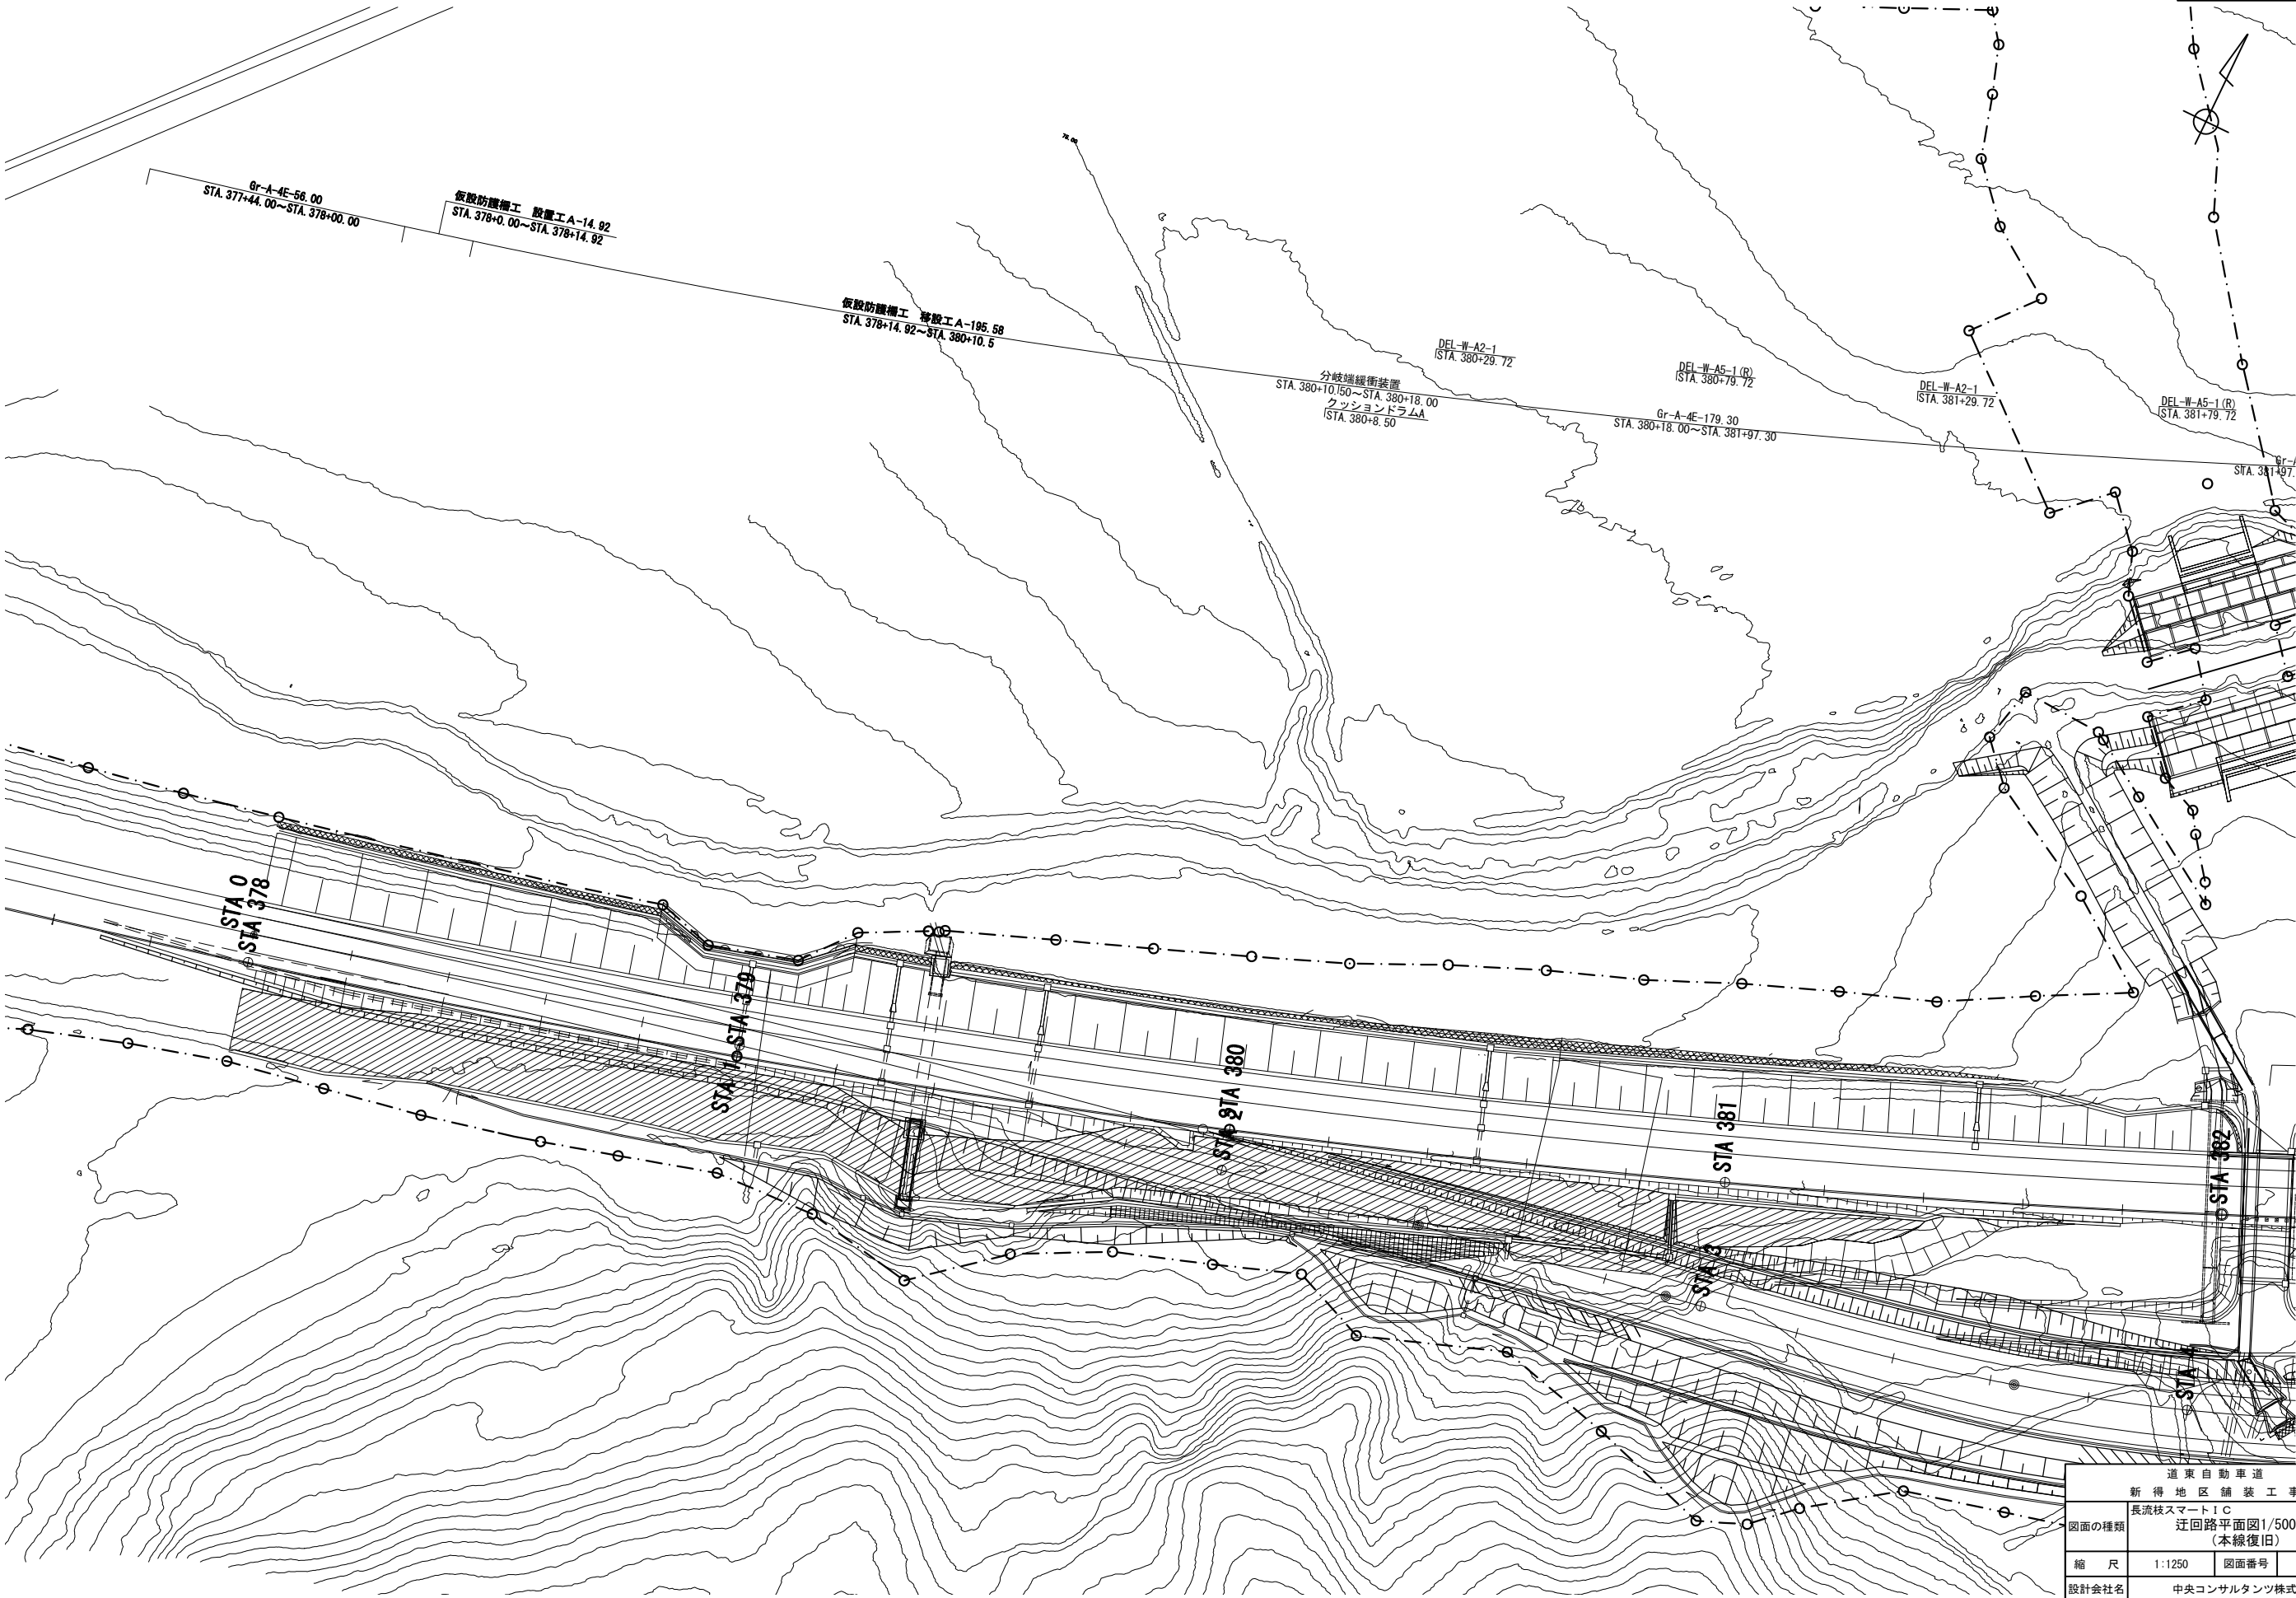 78.00
Gr-A-4E-56.00
STA. 377+44.00～STA. 378+00.00
仮設防護柵工 設置工A-14.92
STA. 378+0.00～STA. 378+14.92
仮設防護柵工 移設工A-195.58
STA. 378+14.92～STA. 380+10.5
分岐端緩衝装置
STA. 380+10.50～STA. 380+18.00
クッションドラムA
STA. 380+8.50
DEL-W-A2-1
STA. 380+29.72
DEL-W-A5-1(R)
STA. 380+79.72
Gr-A-4E-179.30
STA. 380+18.00～STA. 381+97.30
DEL-W-A2-1
STA. 381+29.72
DEL-W-A5-1(R)
STA. 381+79.72
STA. 381+97.
STA 0
STA 378
STA 1
STA 379
STA 2
STA 380
STA 3
STA 381
STA 4
STA 382
道東自動車道
新得地区舗装工事
図面の種類
長流枝スマートIC
迂回路平面図1/500
(本線復旧)
縮 尺
1:1250
図面番号
設計会社名
中央コンサルタンツ株式